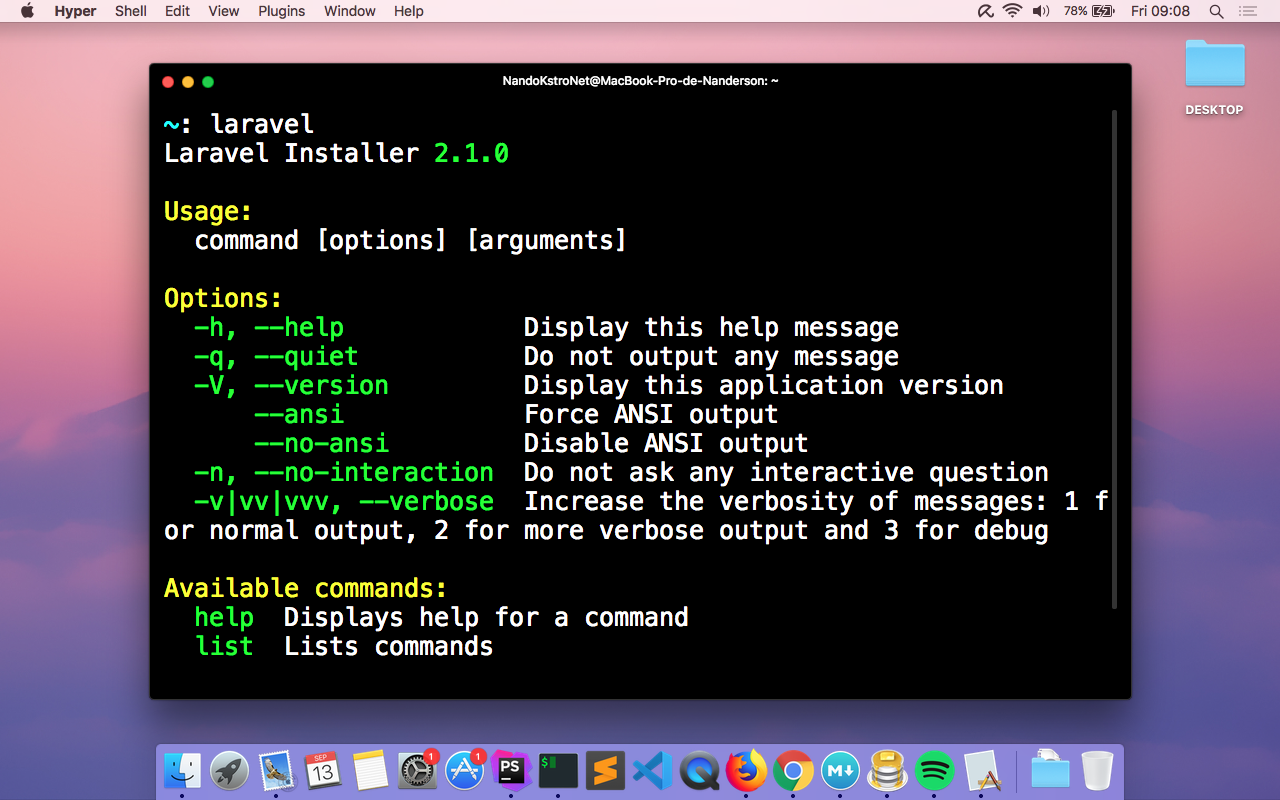 Hyper Shell Edit View Plugins Window Help 78% Fri 09:08
NandoKstroNet@MacBook-Pro-de-Nanderson: ~
DESKTOP
~: laravel
Laravel Installer 2.1.0
Usage:
command [options] [arguments]
Options:
-h, --help Display this help message
-q, --quiet Do not output any message
-V, --version Display this application version
--ansi Force ANSI output
--no-ansi Disable ANSI output
-n, --no-interaction Do not ask any interactive question
-v|vv|vvv, --verbose Increase the verbosity of messages: 1 f
or normal output, 2 for more verbose output and 3 for debug
Available commands:
help Displays help for a command
list Lists commands
SEP
13
1
1
PS
$
M